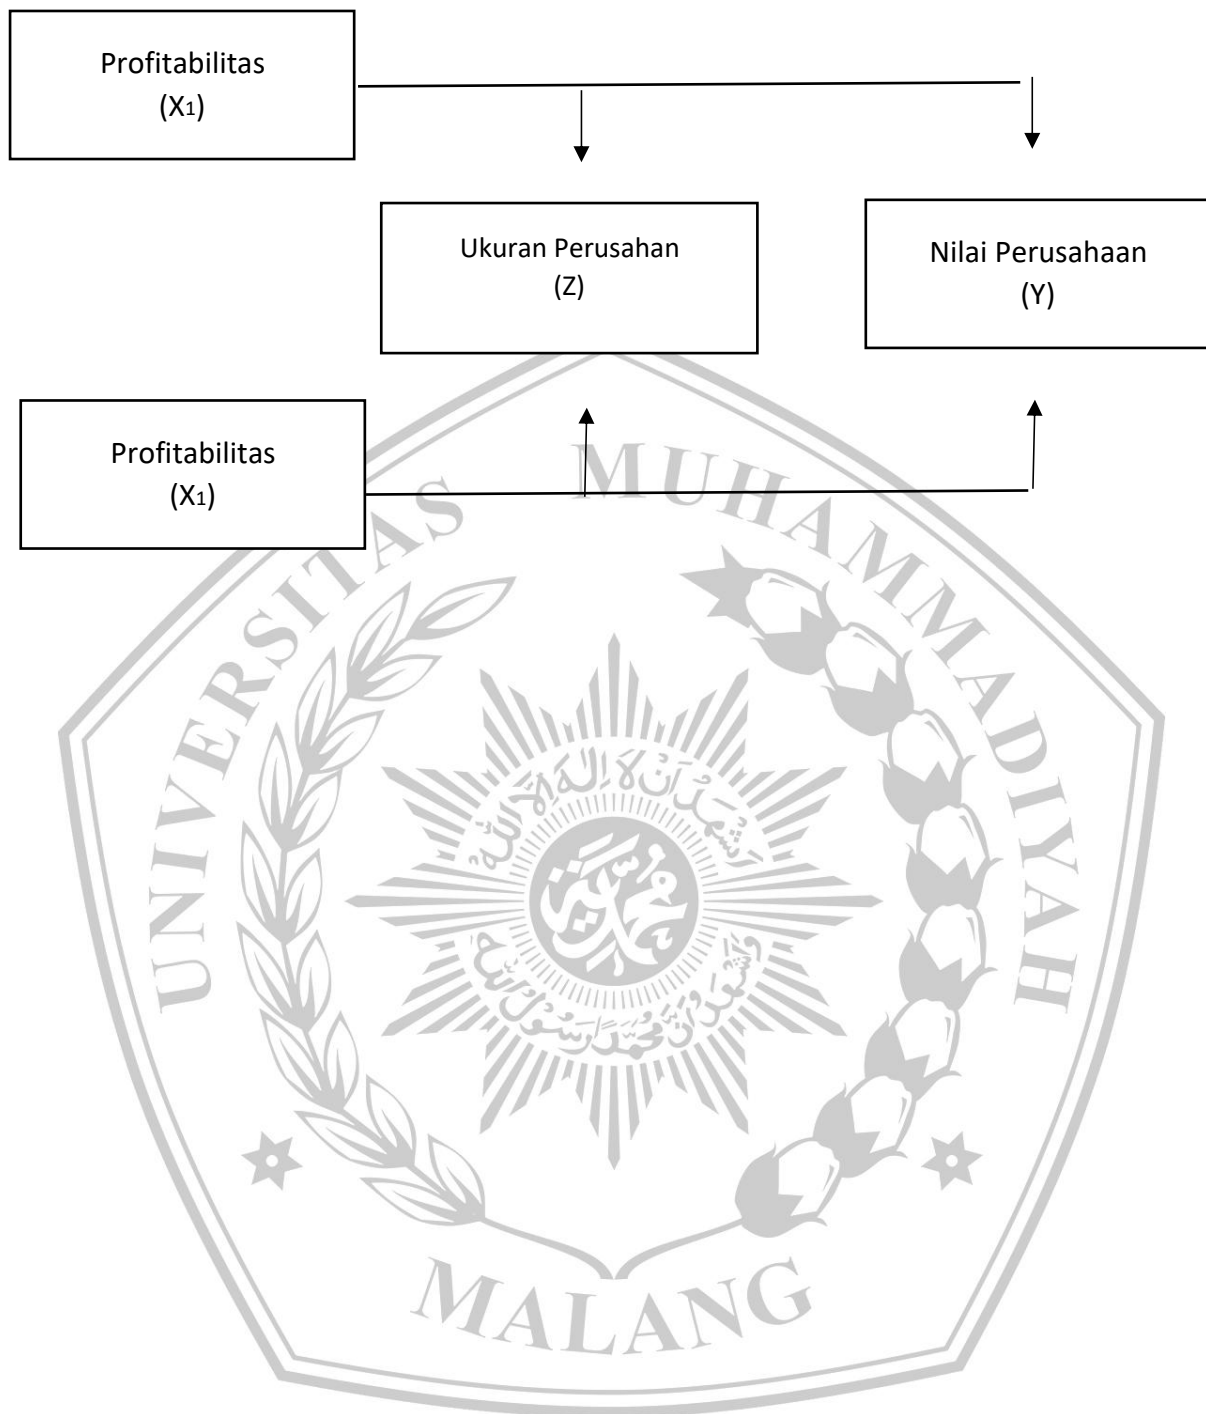 Profitabilitas
(X1)
Ukuran Perusahan
(Z)
Nilai Perusahaan
(Y)
Profitabilitas
(X1)
UNIVERSITAS MUHAMMADIYAH
MALANG